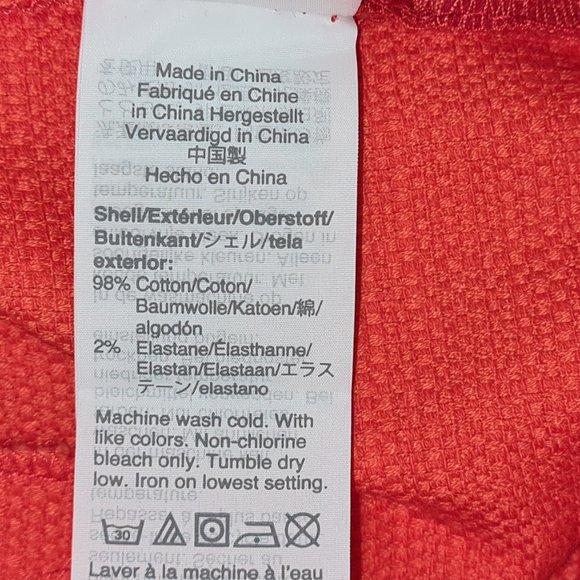 Made in China
Fabriqué en Chine
in China Hergestellt
Vervaardigd in China
中国製
Hecho en China
Shell/Extérieur/Oberstoff/
Buitenkant/シェル/tela
exterior:
98% Cotton/Coton/
Baumwolle/Katoen/綿/
algodón
2% Elastane/Élasthanne/
Elastan/Elastaan/エラス
テーン/elastano
Machine wash cold. With
like colors. Non-chlorine
bleach only. Tumble dry
low. Iron on lowest setting.
30
Laver à la machine à l'eau